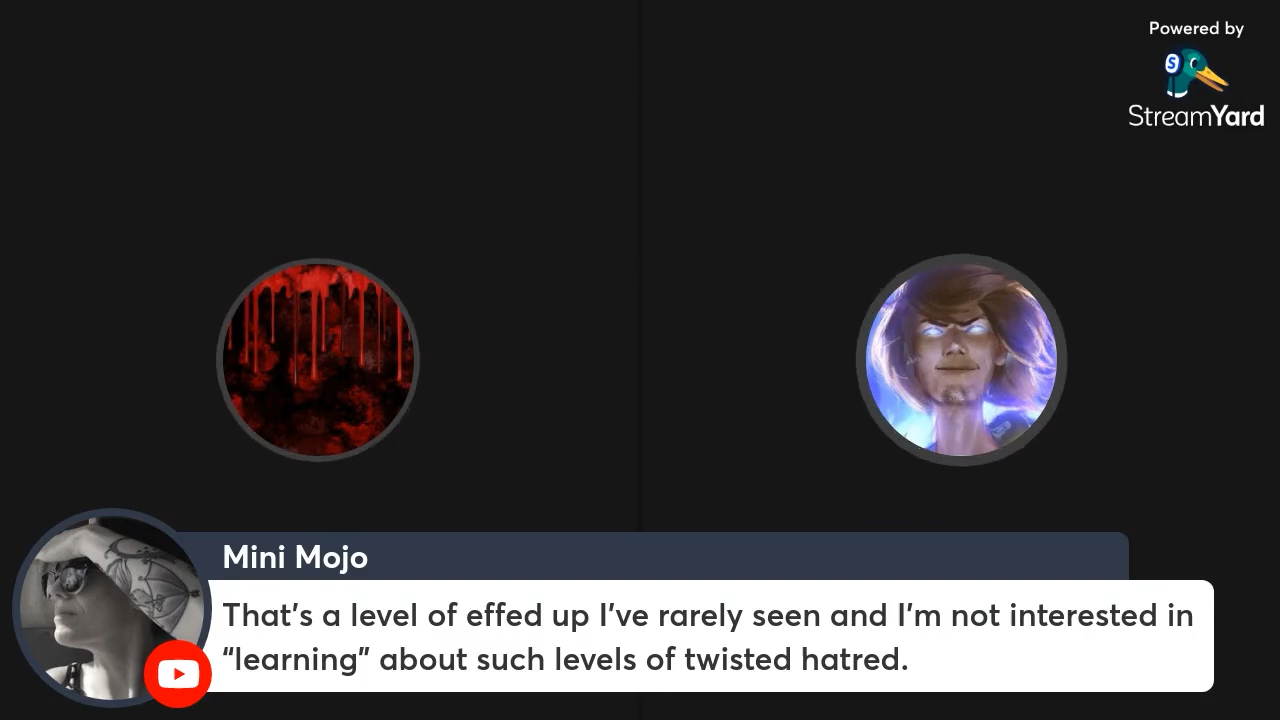 Powered by
S
StreamYard
Mini Mojo
That’s a level of effed up I’ve rarely seen and I’m not interested in
“learning” about such levels of twisted hatred.